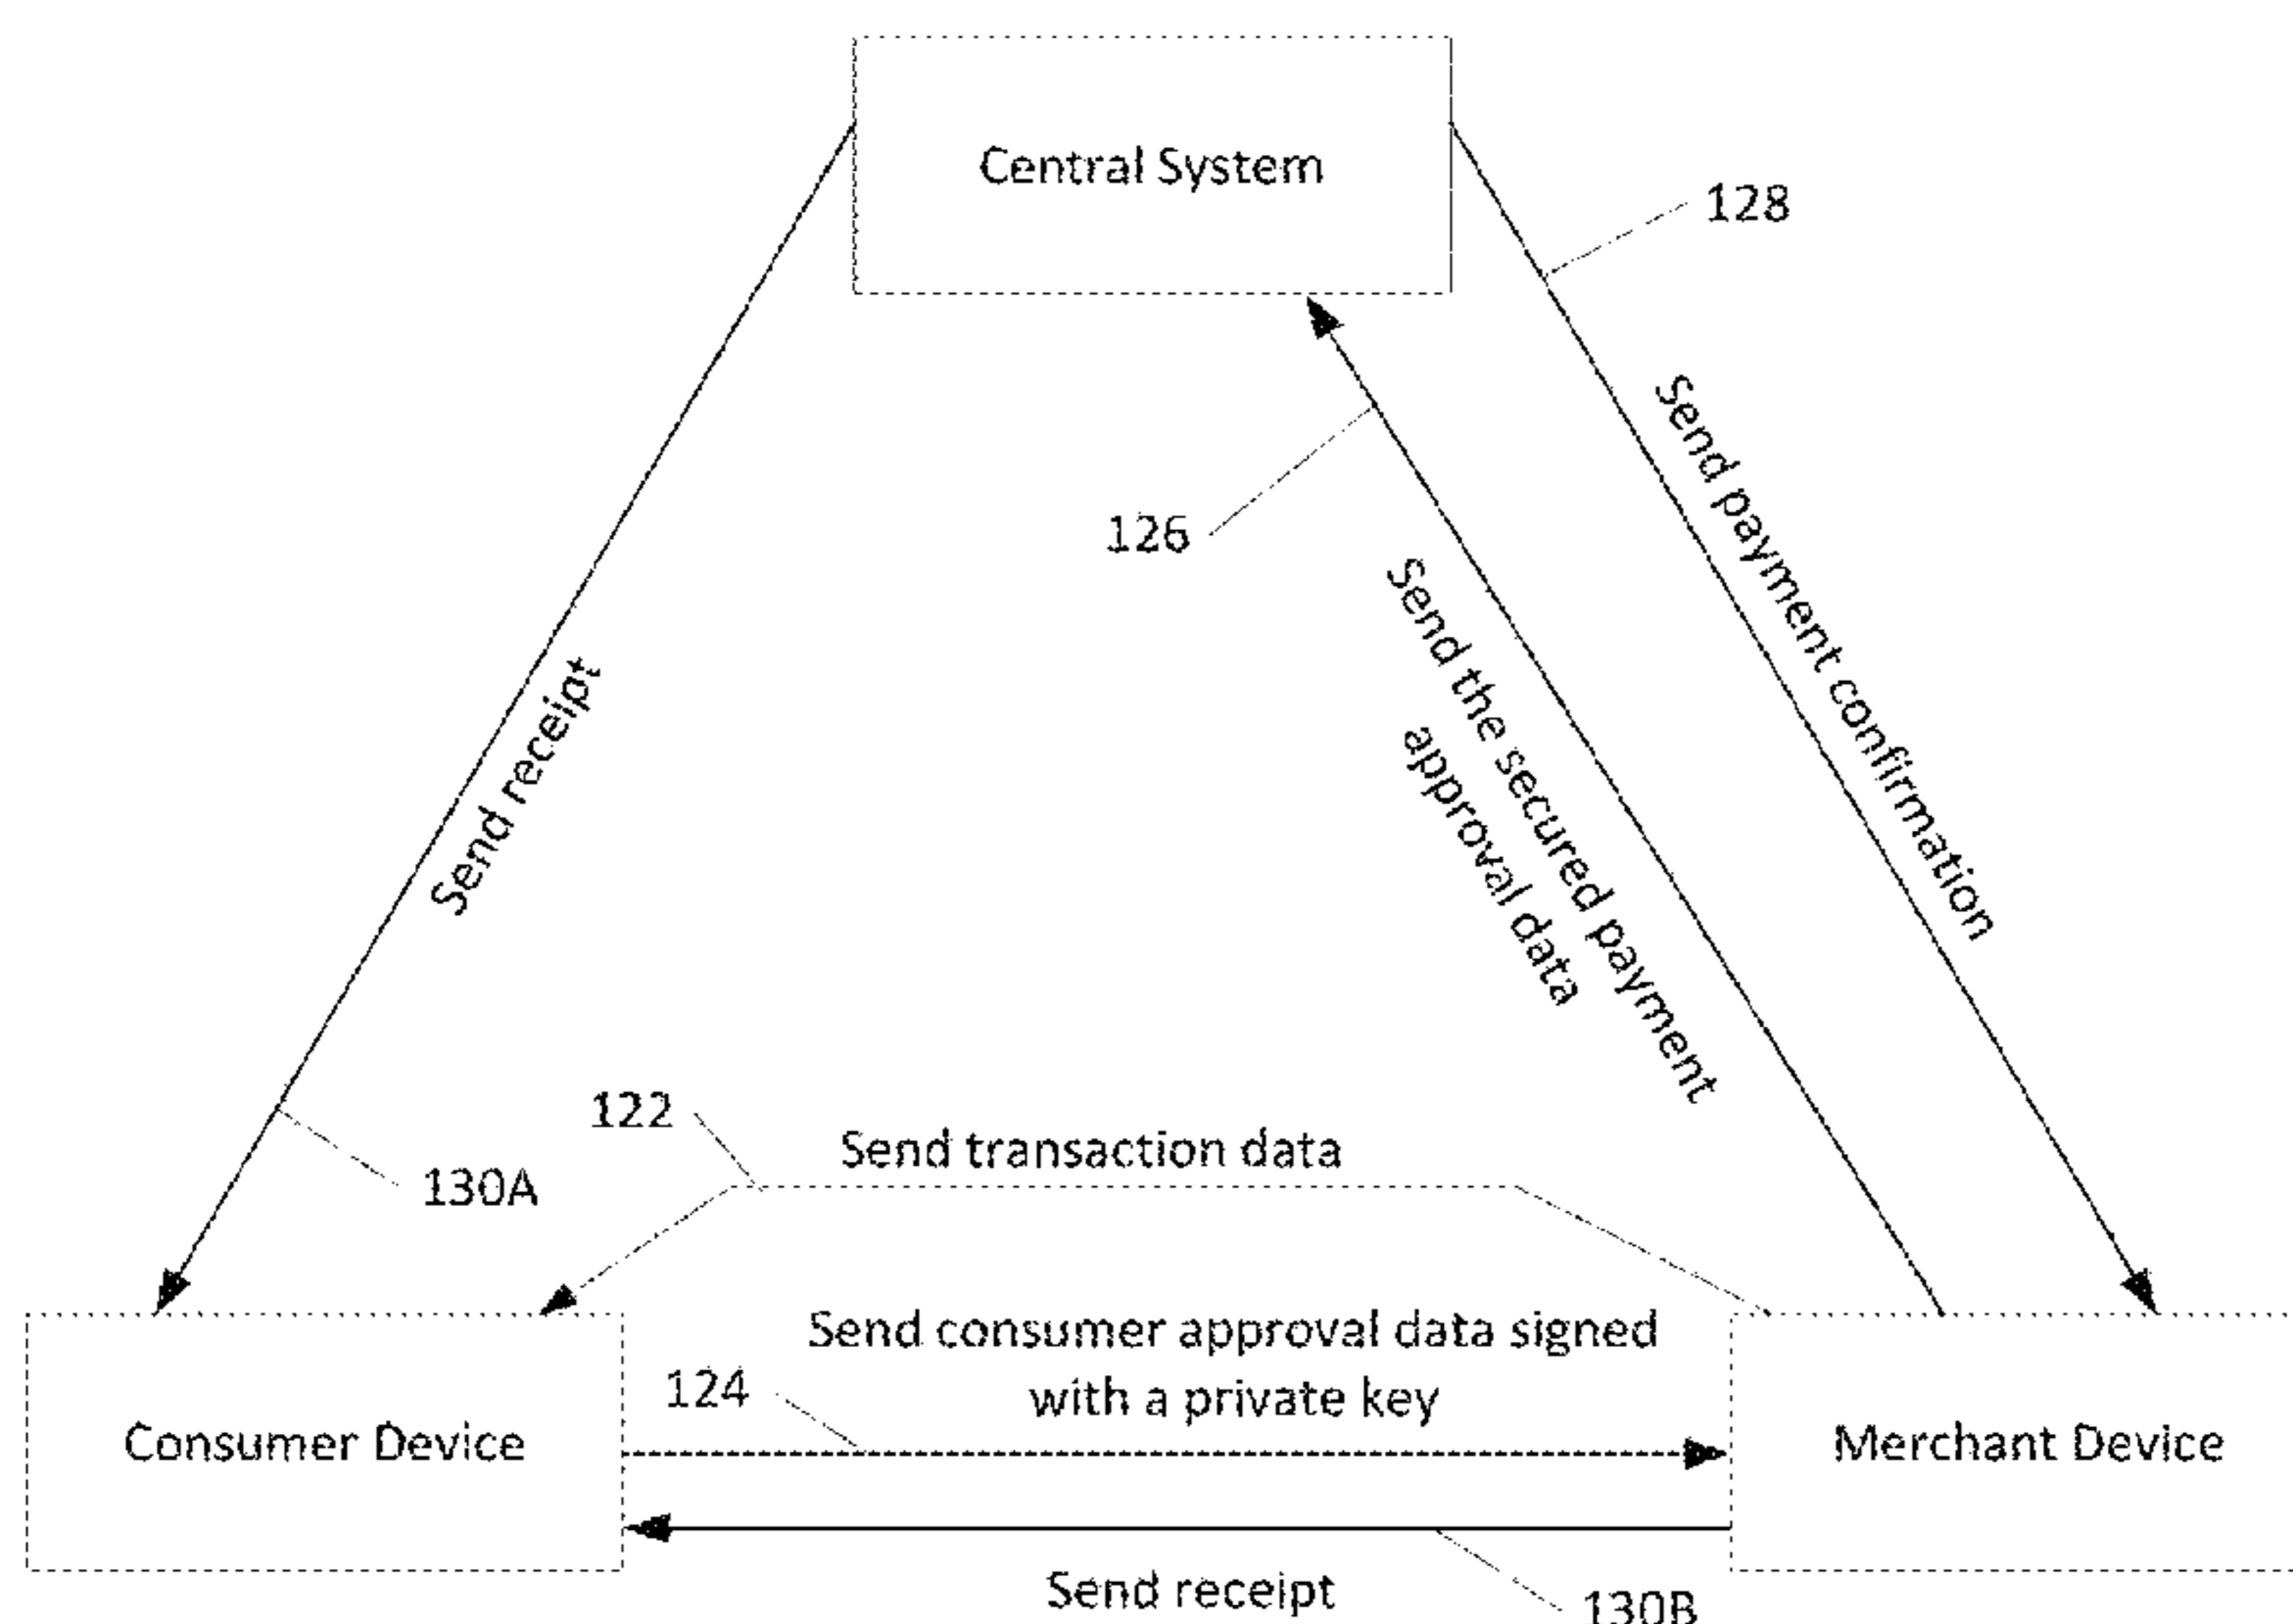 Central System
128
Send payment confirmation
126
Send the secured payment
approval data
Send receipt
122
Send transaction data
130A
Send consumer approval data signed
with a private key
124
Consumer Device
Merchant Device
Send receipt
130B